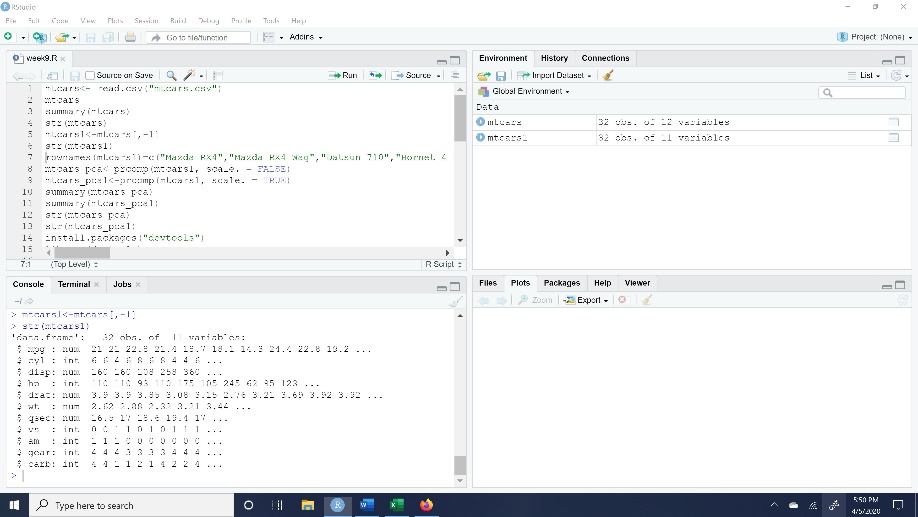 RStudio
File Edit Code View Plots Session Build Debug Profile Tools Help
Go to file/function Addins Project: (None)
week9.R
Source on Save Run Source
1 mtcars<- read.csv("mtcars.csv")
2 mtcars
3 summary(mtcars)
4 str(mtcars)
5 mtcars1<-mtcars[,-1]
6 str(mtcars1)
7 rownames(mtcars1)=c("Mazda RX4","Mazda RX4 Wag","Datsun 710","Hornet 4
8 mtcars_pca<-prcomp(mtcars1, scale. = FALSE)
9 mtcars_pca1<-prcomp(mtcars1, scale. = TRUE)
10 summary(mtcars_pca)
11 summary(mtcars_pca1)
12 str(mtcars_pca)
13 str(mtcars_pca1)
14 install.packages("devtools")
15
7:1 (Top Level) R Script
Console Terminal Jobs
~/
> mtcars1<-mtcars[,-1]
> str(mtcars1)
'data.frame': 32 obs. of 11 variables:
$ mpg : num 21 21 22.8 21.4 18.7 18.1 14.3 24.4 22.8 19.2 ...
$ cyl : int 6 6 4 6 8 6 8 4 4 6 ...
$ disp: num 160 160 108 258 360 ...
$ hp : int 110 110 93 110 175 105 245 62 95 123 ...
$ drat: num 3.9 3.9 3.85 3.08 3.15 2.76 3.21 3.69 3.92 3.92 ...
$ wt : num 2.62 2.88 2.32 3.21 3.44 ...
$ qsec: num 16.5 17 18.6 19.4 17 ...
$ vs : int 0 0 1 1 0 1 0 1 1 1 ...
$ am : int 1 1 1 0 0 0 0 0 0 0 ...
$ gear: int 4 4 4 3 3 3 3 4 4 4 ...
$ carb: int 4 4 1 1 2 1 4 2 2 4 ...
>
Environment History Connections
Import Dataset List
Global Environment
Data
mtcars 32 obs. of 12 variables
mtcars1 32 obs. of 11 variables
Files Plots Packages Help Viewer
Zoom Export
Type here to search
5:50 PM
4/5/2020